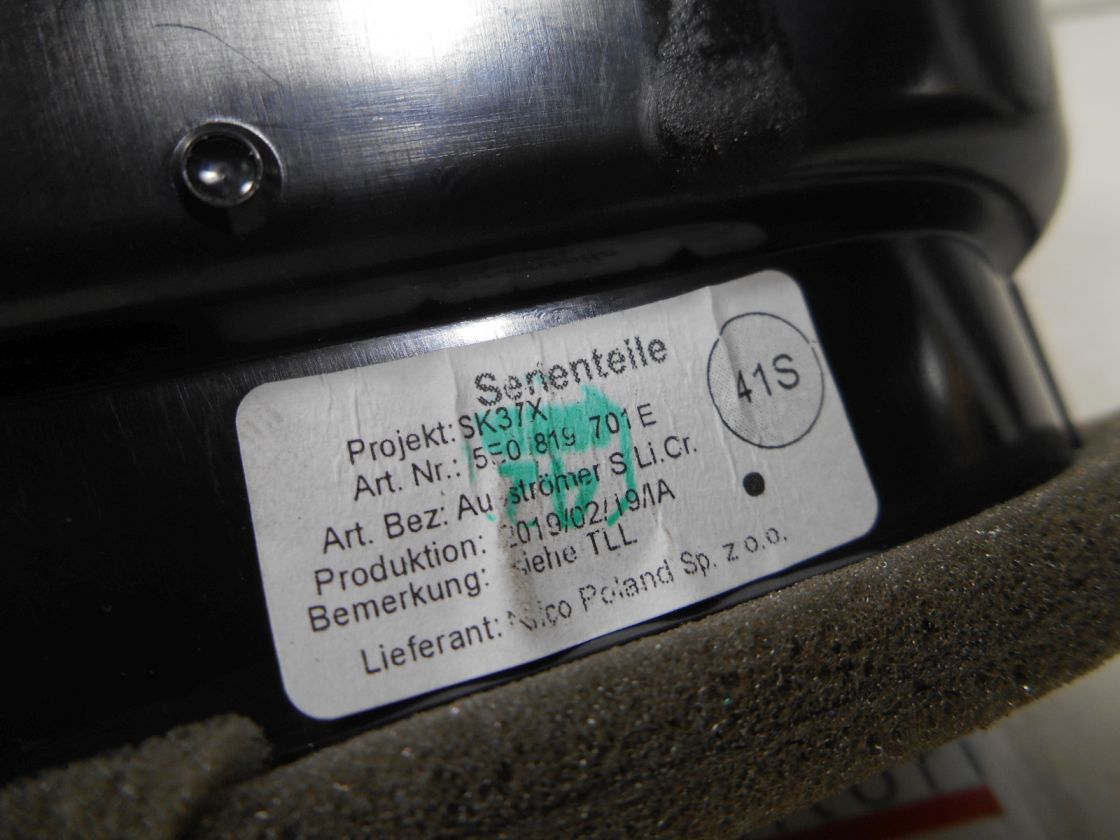 Serienteile
41S
Projekt: SK37X
Art. Nr.: 5E0 819 701 E
Art. Bez: Ausströmer S Li.Cr.
Produktion: 2019/02/19/IA
Bemerkung: siehe TLL
Lieferant: Poland Sp. z o.o.